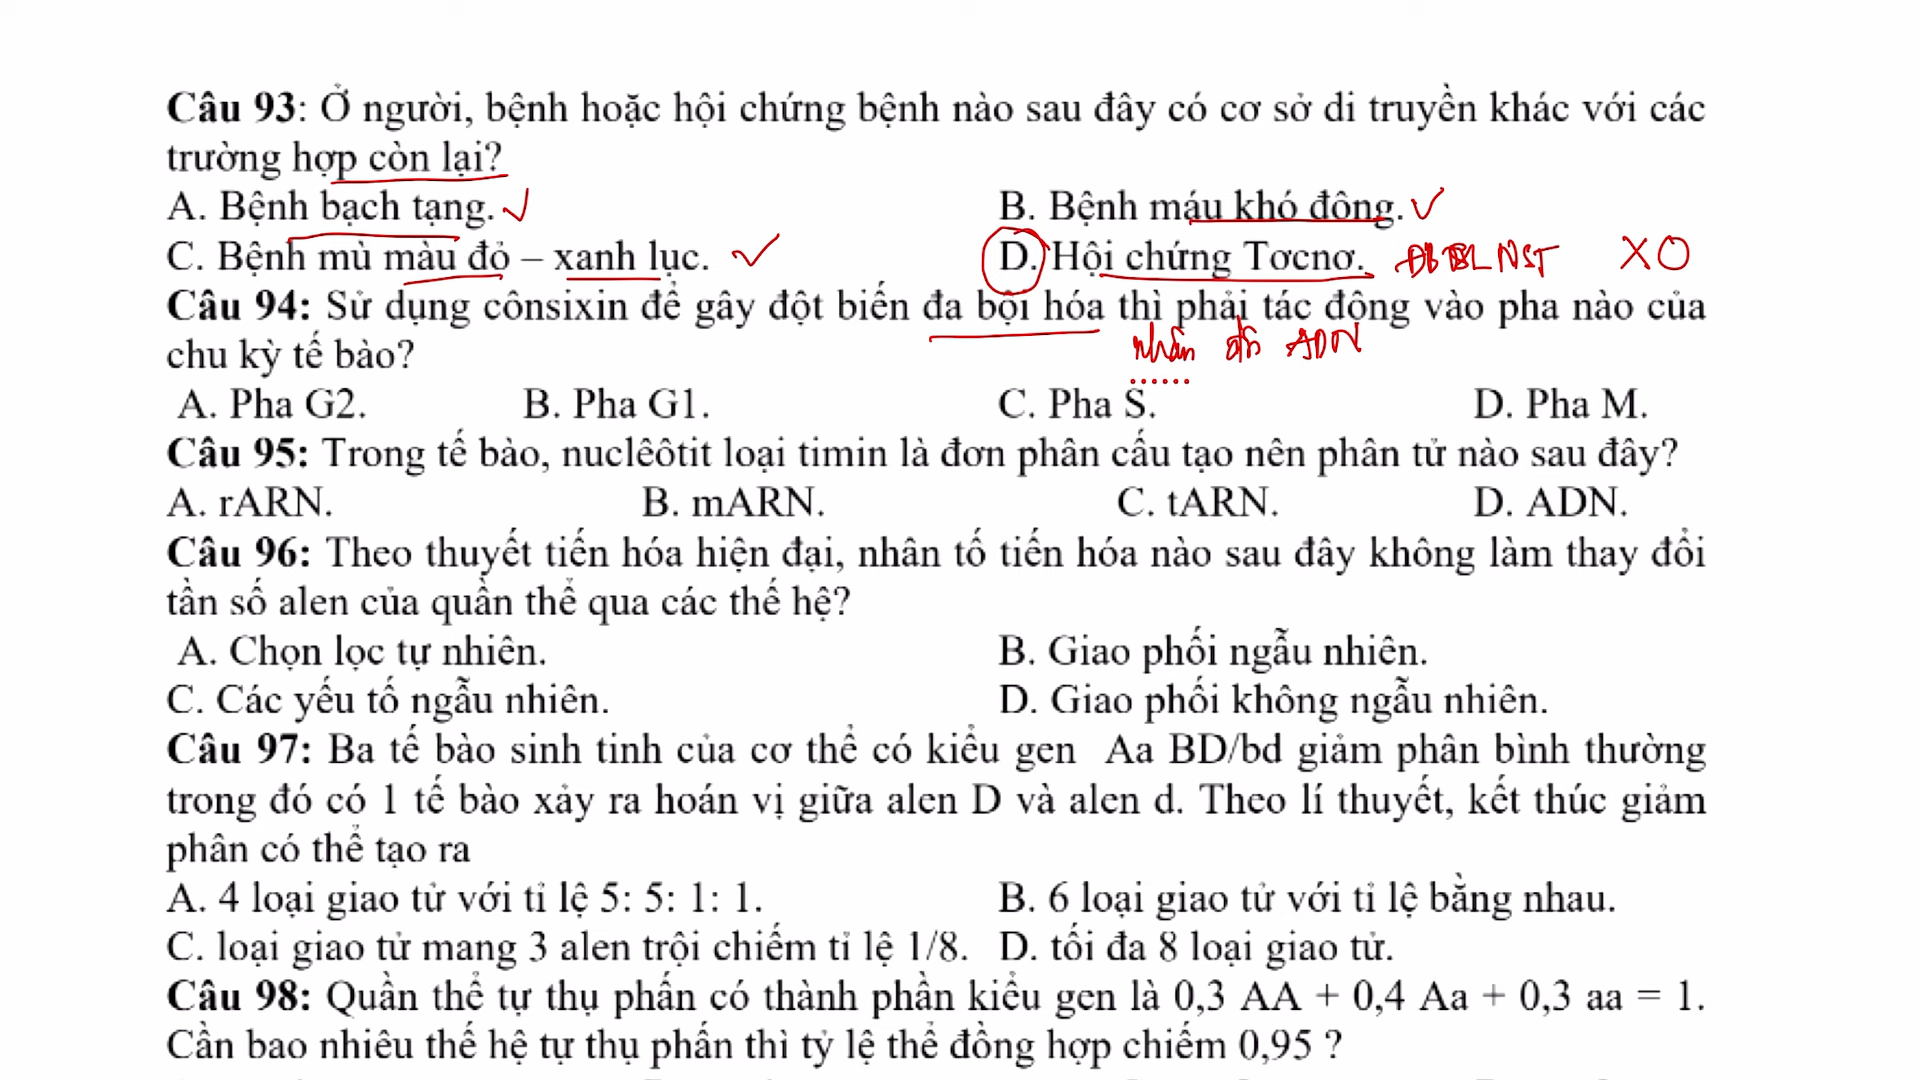 Câu 93: Ở người, bệnh hoặc hội chứng bệnh nào sau đây có cơ sở di truyền khác với các
trường hợp còn lại?
A. Bệnh bạch tạng. B. Bệnh máu khó đông.
C. Bệnh mù màu đỏ – xanh lục. D. Hội chứng Tơcnơ. NST XO
Câu 94: Sử dụng cônsixin để gây đột biến đa bội hóa thì phải tác động vào pha nào của
chu kỳ tế bào? nhân đôi ADN
A. Pha G2. B. Pha G1. C. Pha S. D. Pha M.
Câu 95: Trong tế bào, nuclêôtit loại timin là đơn phân cấu tạo nên phân tử nào sau đây?
A. rARN. B. mARN. C. tARN. D. ADN.
Câu 96: Theo thuyết tiến hóa hiện đại, nhân tố tiến hóa nào sau đây không làm thay đổi
tần số alen của quần thể qua các thế hệ?
A. Chọn lọc tự nhiên. B. Giao phối ngẫu nhiên.
C. Các yếu tố ngẫu nhiên. D. Giao phối không ngẫu nhiên.
Câu 97: Ba tế bào sinh tinh của cơ thể có kiểu gen Aa BD/bd giảm phân bình thường
trong đó có 1 tế bào xảy ra hoán vị giữa alen D và alen d. Theo lí thuyết, kết thúc giảm
phân có thể tạo ra
A. 4 loại giao tử với tỉ lệ 5: 5: 1: 1. B. 6 loại giao tử với tỉ lệ bằng nhau.
C. loại giao tử mang 3 alen trội chiếm tỉ lệ 1/8. D. tối đa 8 loại giao tử.
Câu 98: Quần thể tự thụ phấn có thành phần kiểu gen là 0,3 AA + 0,4 Aa + 0,3 aa = 1.
Cần bao nhiêu thế hệ tự thụ phấn thì tỷ lệ thể đồng hợp chiếm 0,95 ?